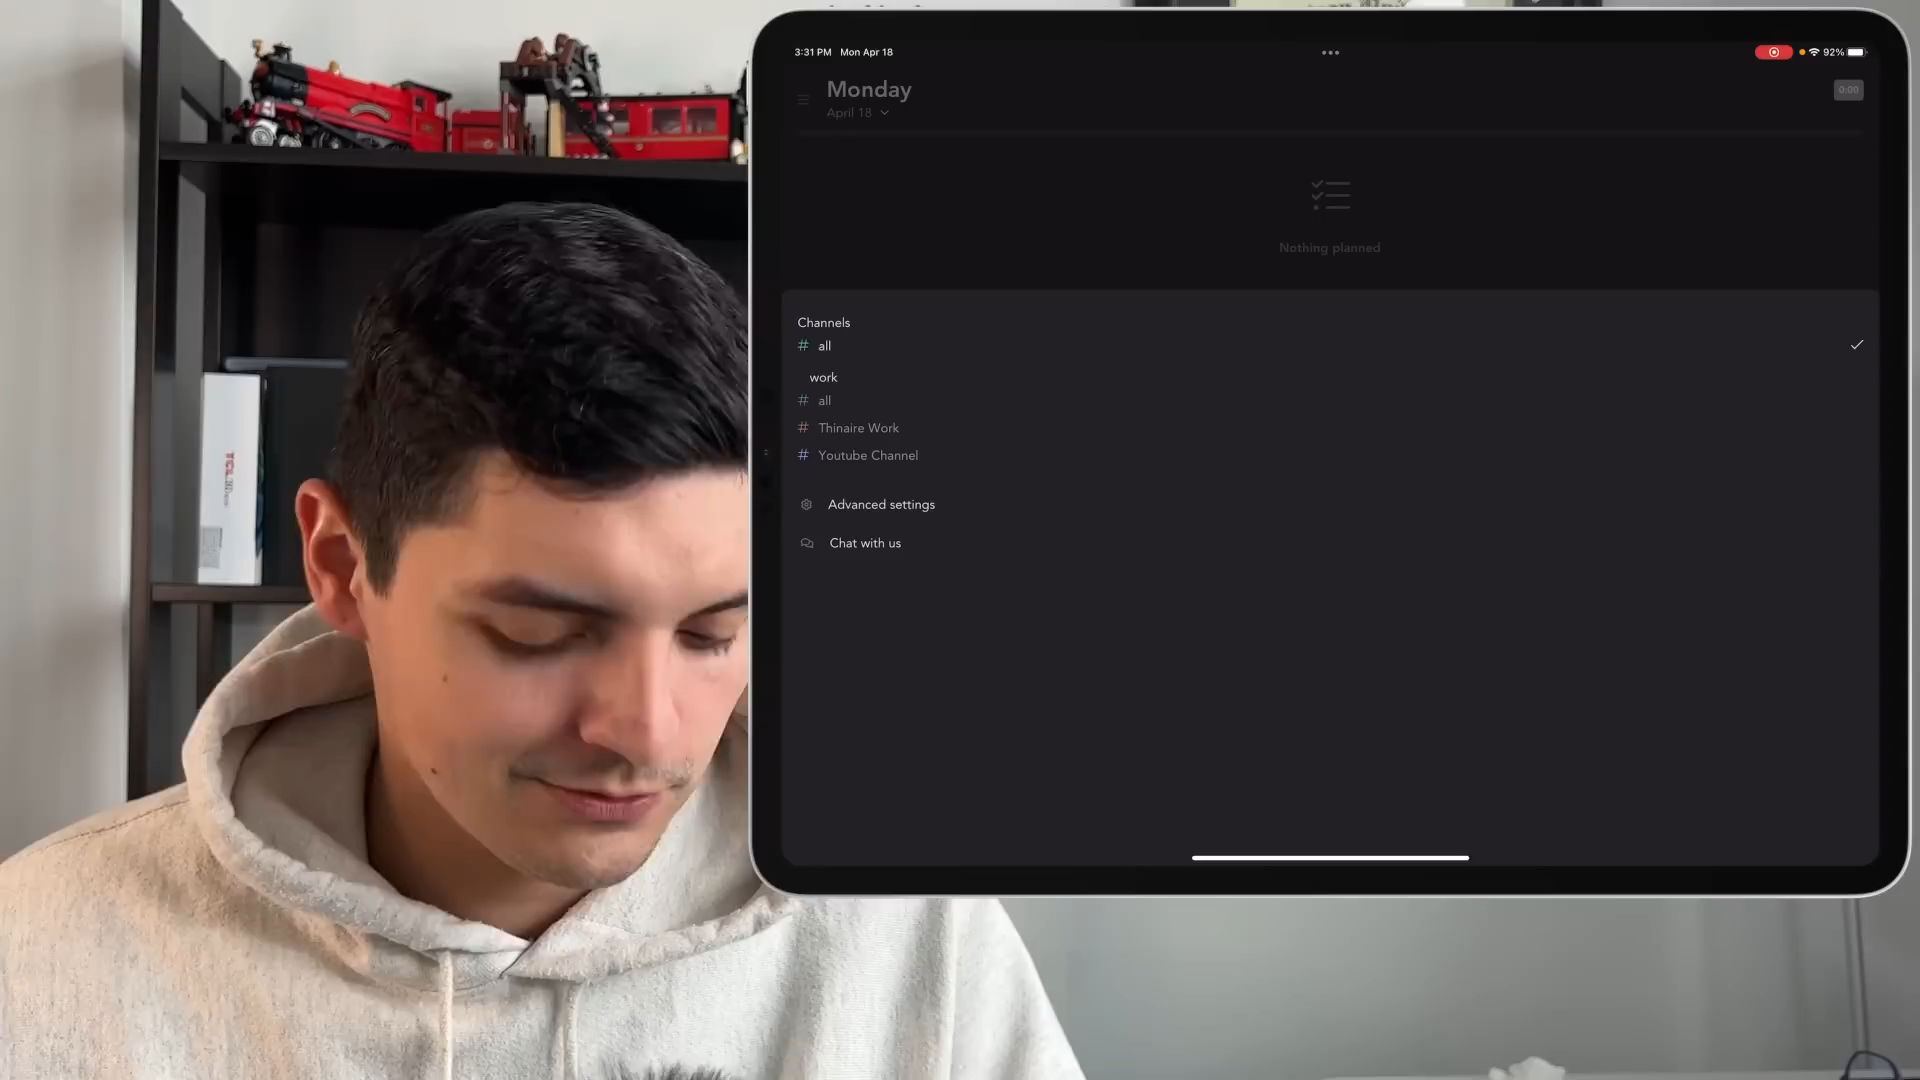 3:31 PM Mon Apr 18
92%
Monday
0:00
April 18
Nothing planned
Channels
# all
work
# all
# Thinaire Work
# Youtube Channel
Advanced settings
Chat with us